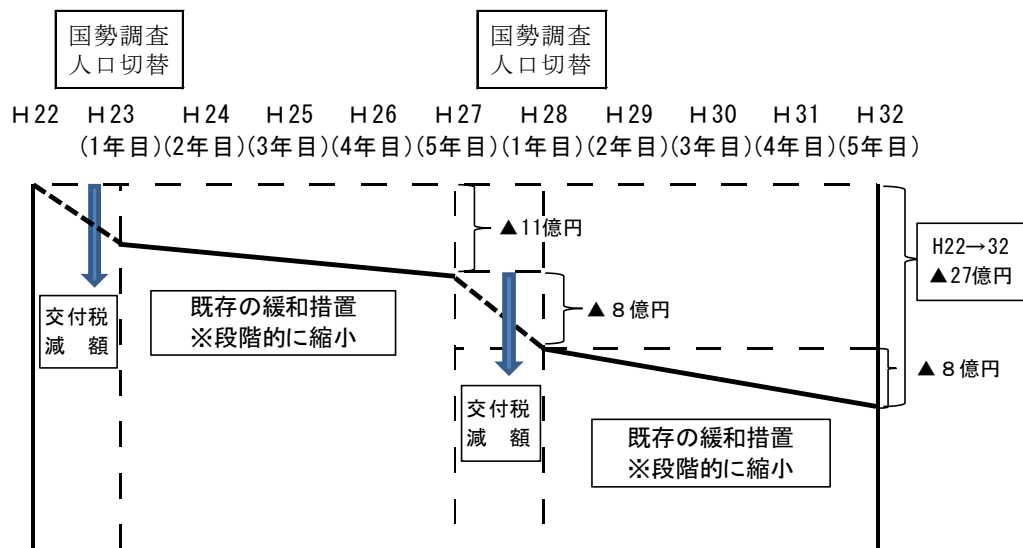 国勢調査
人口切替
国勢調査
人口切替
H22 H23 H24 H25 H26 H27 H28 H29 H30 H31 H32
(1年目)(2年目)(3年目)(4年目)(5年目)(1年目)(2年目)(3年目)(4年目)(5年目)
▲11億円
H22→32
▲27億円
交付税
減　額
既存の緩和措置
※段階的に縮小
▲8億円
▲8億円
交付税
減　額
既存の緩和措置
※段階的に縮小